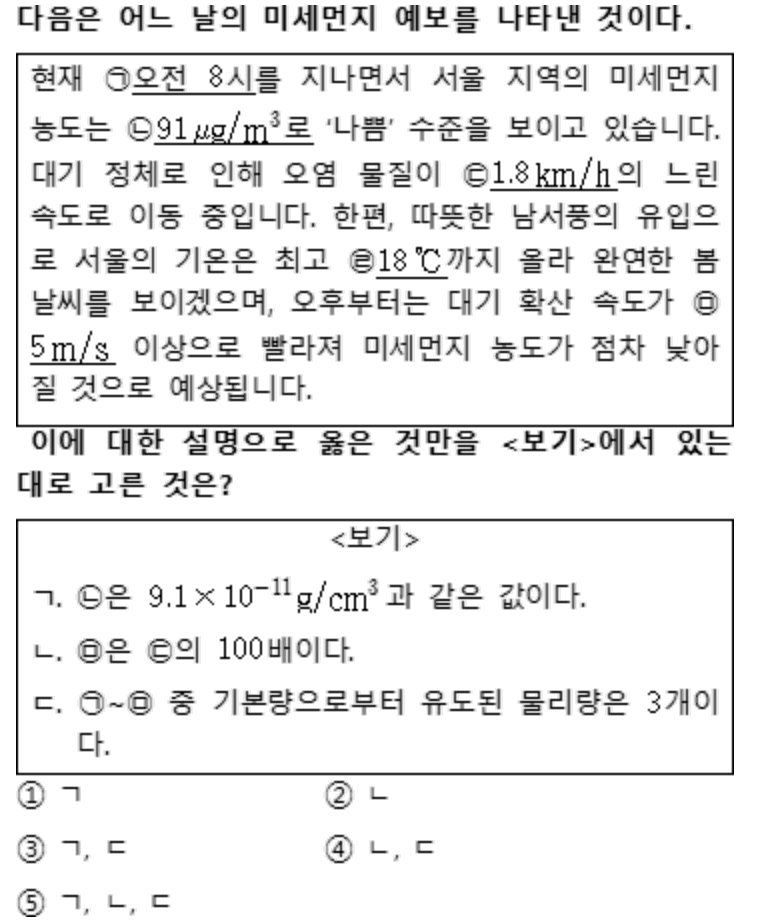 다음은 어느 날의 미세먼지 예보를 나타낸 것이다.
현재 ㉠오전 8시를 지나면서 서울 지역의 미세먼지
농도는 ㉡91㎍/m³로 '나쁨' 수준을 보이고 있습니다.
대기 정체로 인해 오염 물질이 ㉢1.8km/h의 느린
속도로 이동 중입니다. 한편, 따뜻한 남서풍의 유입으
로 서울의 기온은 최고 ㉣18℃까지 올라 완연한 봄
날씨를 보이겠으며, 오후부터는 대기 확산 속도가 ㉤
5m/s 이상으로 빨라져 미세먼지 농도가 점차 낮아
질 것으로 예상됩니다.
이에 대한 설명으로 옳은 것만을 <보기>에서 있는
대로 고른 것은?
<보기>
ㄱ. ㉡은 9.1×10⁻¹¹g/cm³과 같은 값이다.
ㄴ. ㉤은 ㉢의 100배이다.
ㄷ. ㉠~㉤ 중 기본량으로부터 유도된 물리량은 3개이
다.
① ㄱ ② ㄴ
③ ㄱ, ㄷ ④ ㄴ, ㄷ
⑤ ㄱ, ㄴ, ㄷ